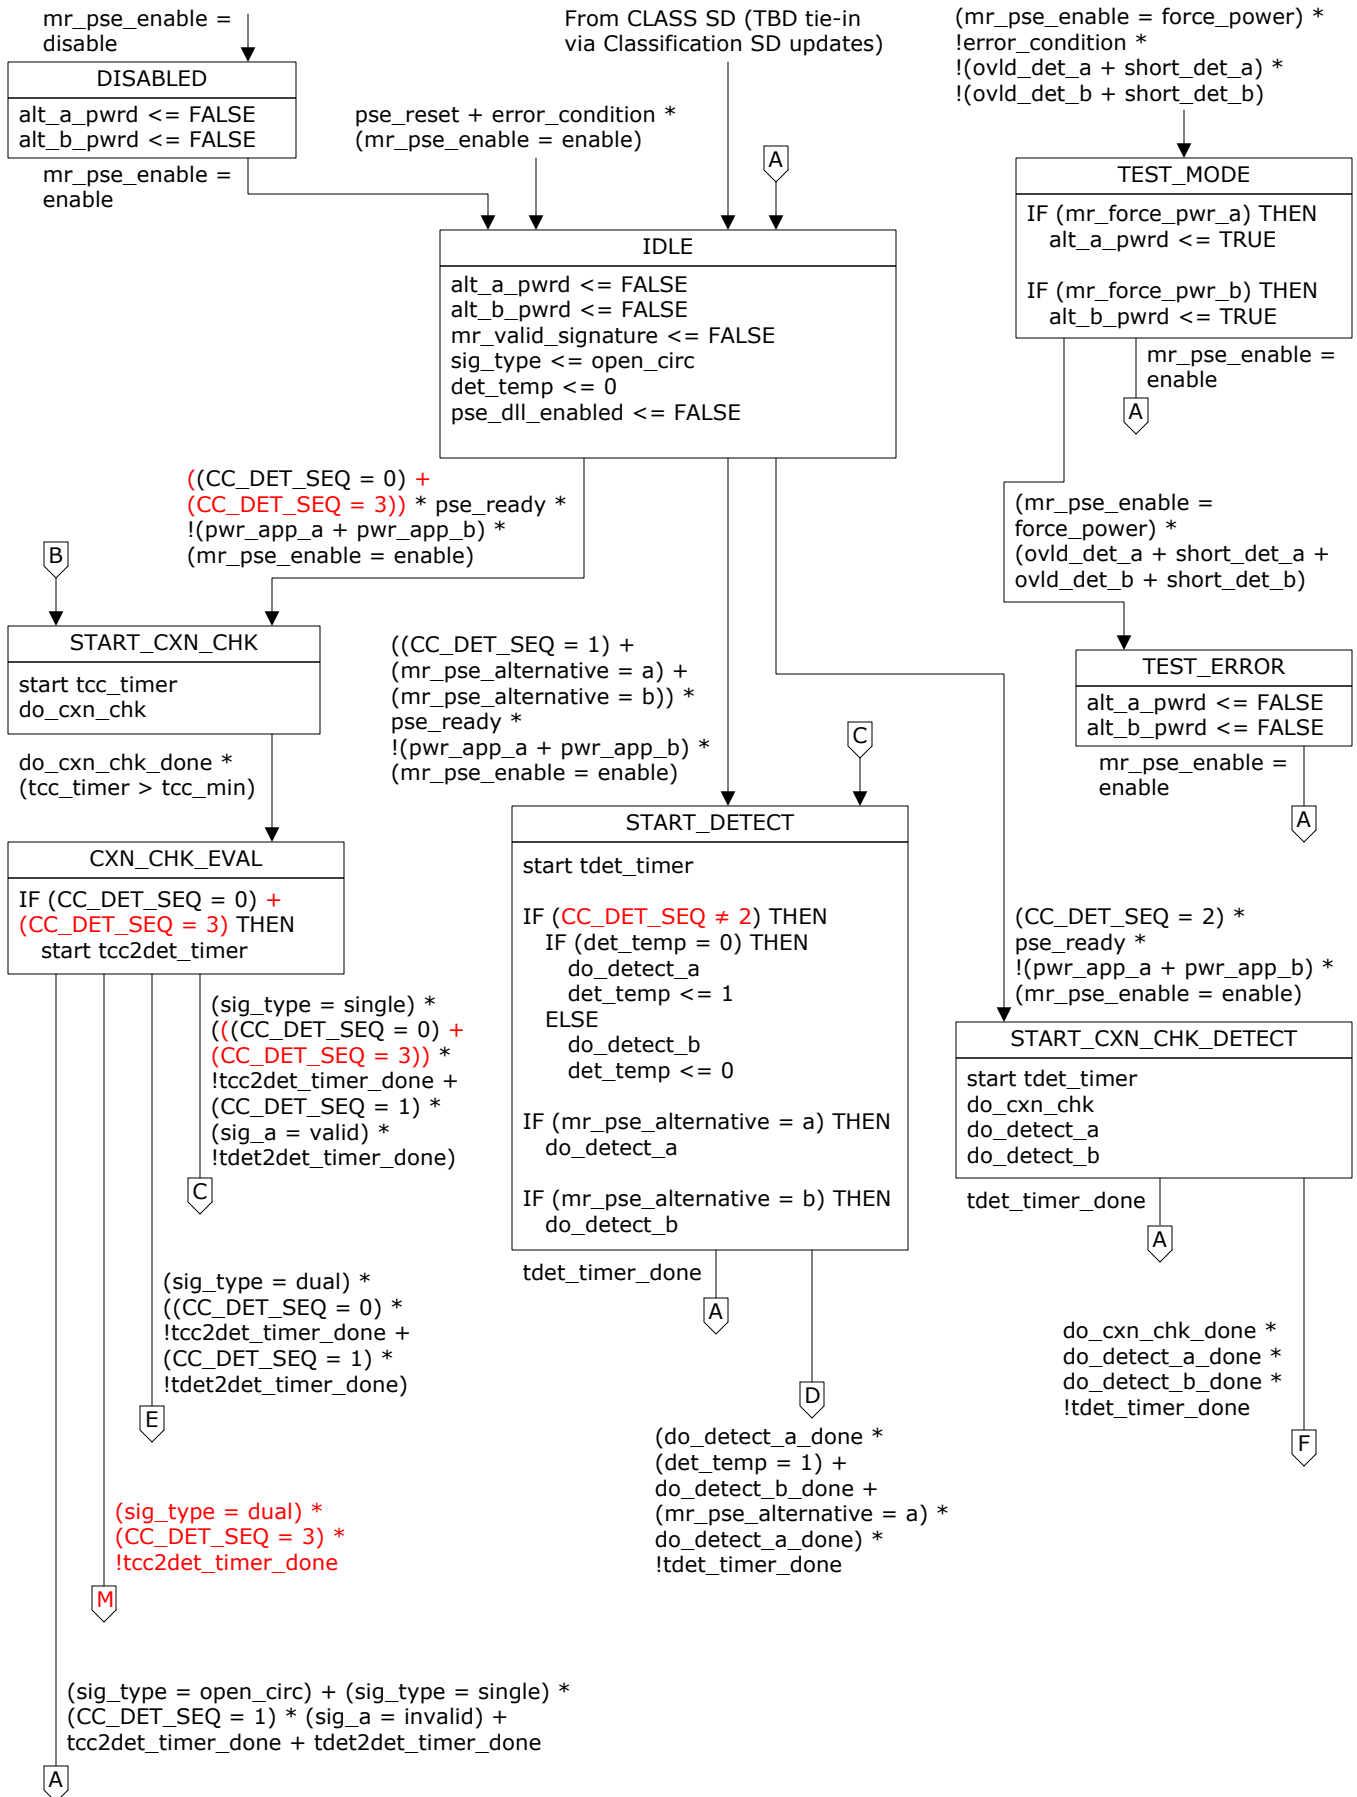 mr_pse_enable =
disable
DISABLED
alt_a_pwrd <= FALSE
alt_b_pwrd <= FALSE
mr_pse_enable =
enable
From CLASS SD (TBD tie-in
via Classification SD updates)
pse_reset + error_condition *
(mr_pse_enable = enable)
A
IDLE
alt_a_pwrd <= FALSE
alt_b_pwrd <= FALSE
mr_valid_signature <= FALSE
sig_type <= open_circ
det_temp <= 0
pse_dll_enabled <= FALSE
(mr_pse_enable = force_power) *
!error_condition *
!(ovld_det_a + short_det_a) *
!(ovld_det_b + short_det_b)
TEST_MODE
IF (mr_force_pwr_a) THEN
alt_a_pwrd <= TRUE
IF (mr_force_pwr_b) THEN
alt_b_pwrd <= TRUE
mr_pse_enable =
enable
A
(mr_pse_enable =
force_power) *
(ovld_det_a + short_det_a +
ovld_det_b + short_det_b)
TEST_ERROR
alt_a_pwrd <= FALSE
alt_b_pwrd <= FALSE
mr_pse_enable =
enable
A
((CC_DET_SEQ = 0) +
(CC_DET_SEQ = 3)) * pse_ready *
!(pwr_app_a + pwr_app_b) *
(mr_pse_enable = enable)
B
START_CXN_CHK
start tcc_timer
do_cxn_chk
do_cxn_chk_done *
(tcc_timer > tcc_min)
CXN_CHK_EVAL
IF (CC_DET_SEQ = 0) +
(CC_DET_SEQ = 3) THEN
start tcc2det_timer
(sig_type = single) *
(((CC_DET_SEQ = 0) +
(CC_DET_SEQ = 3)) *
!tcc2det_timer_done +
(CC_DET_SEQ = 1) *
(sig_a = valid) *
!tdet2det_timer_done)
C
(sig_type = dual) *
((CC_DET_SEQ = 0) *
!tcc2det_timer_done +
(CC_DET_SEQ = 1) *
!tdet2det_timer_done)
E
(sig_type = dual) *
(CC_DET_SEQ = 3) *
!tcc2det_timer_done
M
(sig_type = open_circ) + (sig_type = single) *
(CC_DET_SEQ = 1) * (sig_a = invalid) +
tcc2det_timer_done + tdet2det_timer_done
A
((CC_DET_SEQ = 1) +
(mr_pse_alternative = a) +
(mr_pse_alternative = b)) *
pse_ready *
!(pwr_app_a + pwr_app_b) *
(mr_pse_enable = enable)
C
START_DETECT
start tdet_timer
IF (CC_DET_SEQ ≠ 2) THEN
IF (det_temp = 0) THEN
do_detect_a
det_temp <= 1
ELSE
do_detect_b
det_temp <= 0
IF (mr_pse_alternative = a) THEN
do_detect_a
IF (mr_pse_alternative = b) THEN
do_detect_b
tdet_timer_done
A
D
(do_detect_a_done *
(det_temp = 1) +
do_detect_b_done +
(mr_pse_alternative = a) *
do_detect_a_done) *
!tdet_timer_done
(CC_DET_SEQ = 2) *
pse_ready *
!(pwr_app_a + pwr_app_b) *
(mr_pse_enable = enable)
START_CXN_CHK_DETECT
start tdet_timer
do_cxn_chk
do_detect_a
do_detect_b
tdet_timer_done
A
do_cxn_chk_done *
do_detect_a_done *
do_detect_b_done *
!tdet_timer_done
F